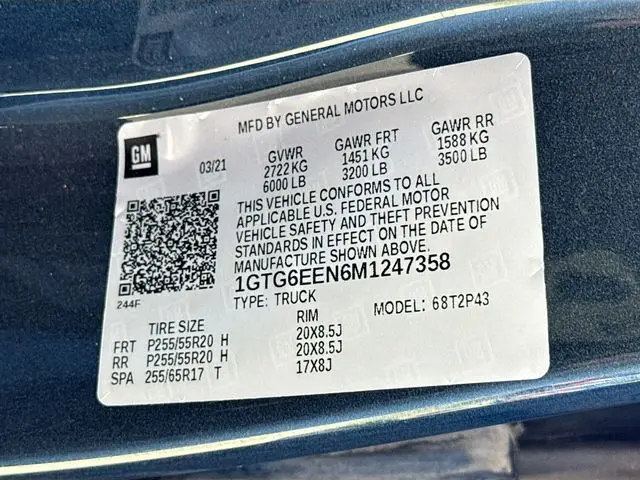 MFD BY GENERAL MOTORS LLC
GM
03/21
GVWR GAWR FRT GAWR RR
2722 KG 1451 KG 1588 KG
6000 LB 3200 LB 3500 LB
THIS VEHICLE CONFORMS TO ALL
APPLICABLE U.S. FEDERAL MOTOR
VEHICLE SAFETY AND THEFT PREVENTION
STANDARDS IN EFFECT ON THE DATE OF
MANUFACTURE SHOWN ABOVE.
1GTG6EEN6M1247358
244F
TYPE: TRUCK MODEL: 68T2P43
TIRE SIZE RIM
FRT P255/55R20 H 20X8.5J
RR P255/55R20 H 20X8.5J
SPA 255/65R17 T 17X8J